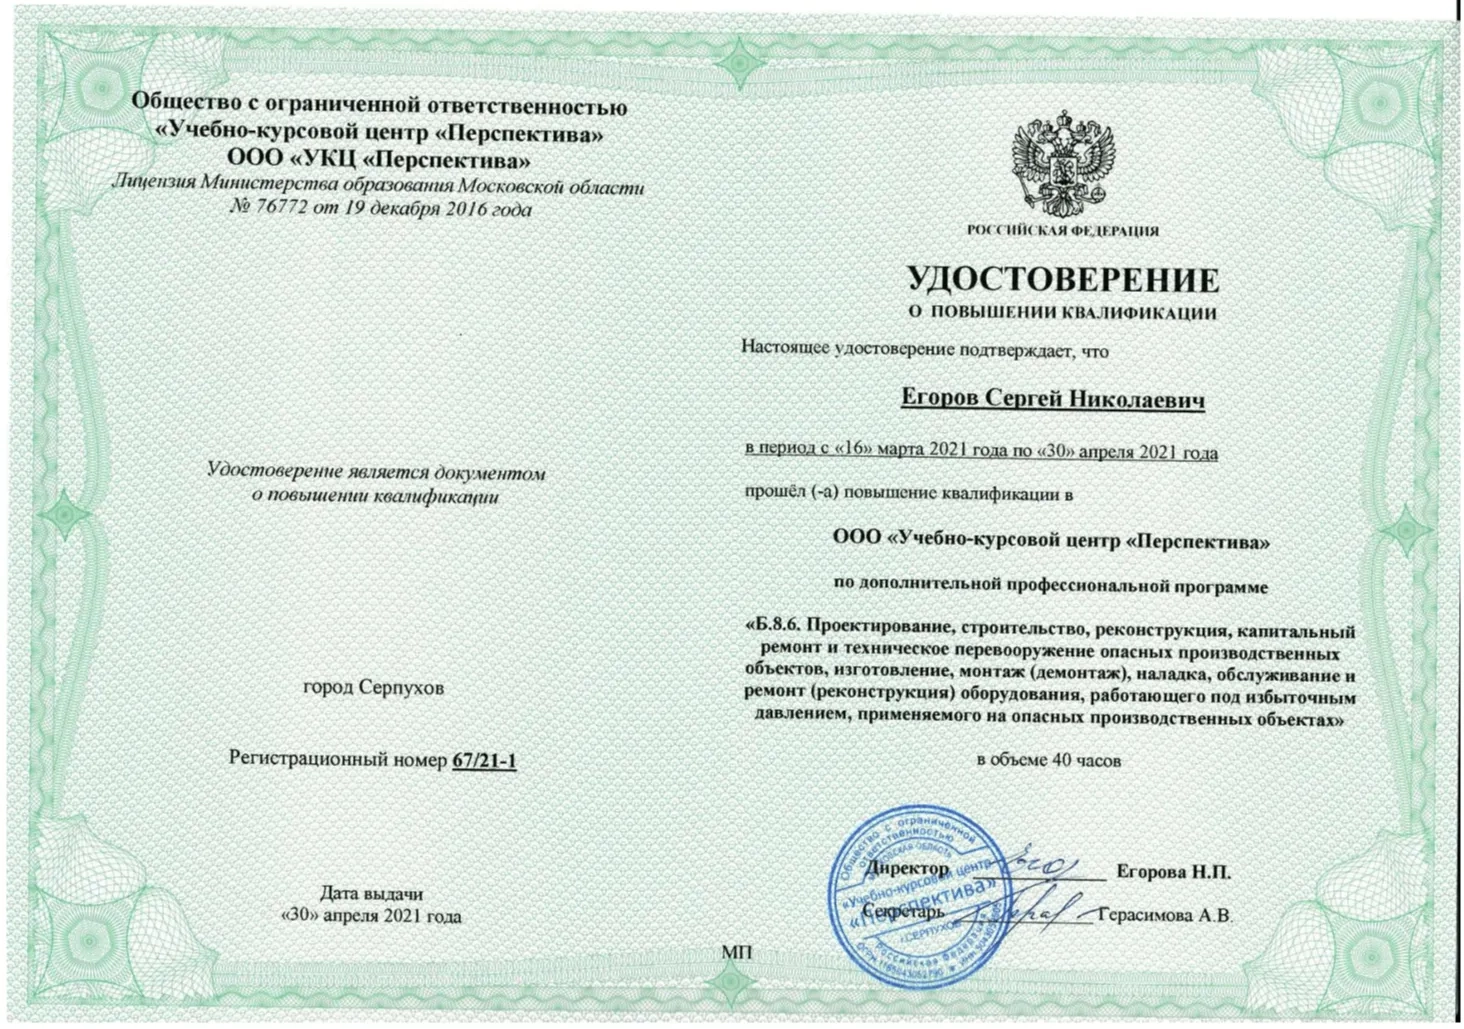 Общество с ограниченной ответственностью
«Учебно-курсовой центр «Перспектива»
ООО «УКЦ «Перспектива»
Лицензия Министерства образования Московской области
№ 76772 от 19 декабря 2016 года
Удостоверение является документом
о повышении квалификации
город Серпухов
Регистрационный номер 67/21-1
Дата выдачи
«30» апреля 2021 года
РОССИЙСКАЯ ФЕДЕРАЦИЯ
УДОСТОВЕРЕНИЕ
О ПОВЫШЕНИИ КВАЛИФИКАЦИИ
Настоящее удостоверение подтверждает, что
Егоров Сергей Николаевич
в период с «16» марта 2021 года по «30» апреля 2021 года
прошёл (-а) повышение квалификации в
ООО «Учебно-курсовой центр «Перспектива»
по дополнительной профессиональной программе
«Б.8.6. Проектирование, строительство, реконструкция, капитальный
ремонт и техническое перевооружение опасных производственных
объектов, изготовление, монтаж (демонтаж), наладка, обслуживание и
ремонт (реконструкция) оборудования, работающего под избыточным
давлением, применяемого на опасных производственных объектах»
в объеме 40 часов
Директор Егорова Н.П.
Секретарь Герасимова А.В.
МП
Общество с ограниченной
ответственностью
МОСКОВСКАЯ ОБЛАСТЬ
«Учебно-курсовой центр
«Перспектива»
г.СЕРПУХОВ
Российская Федерация